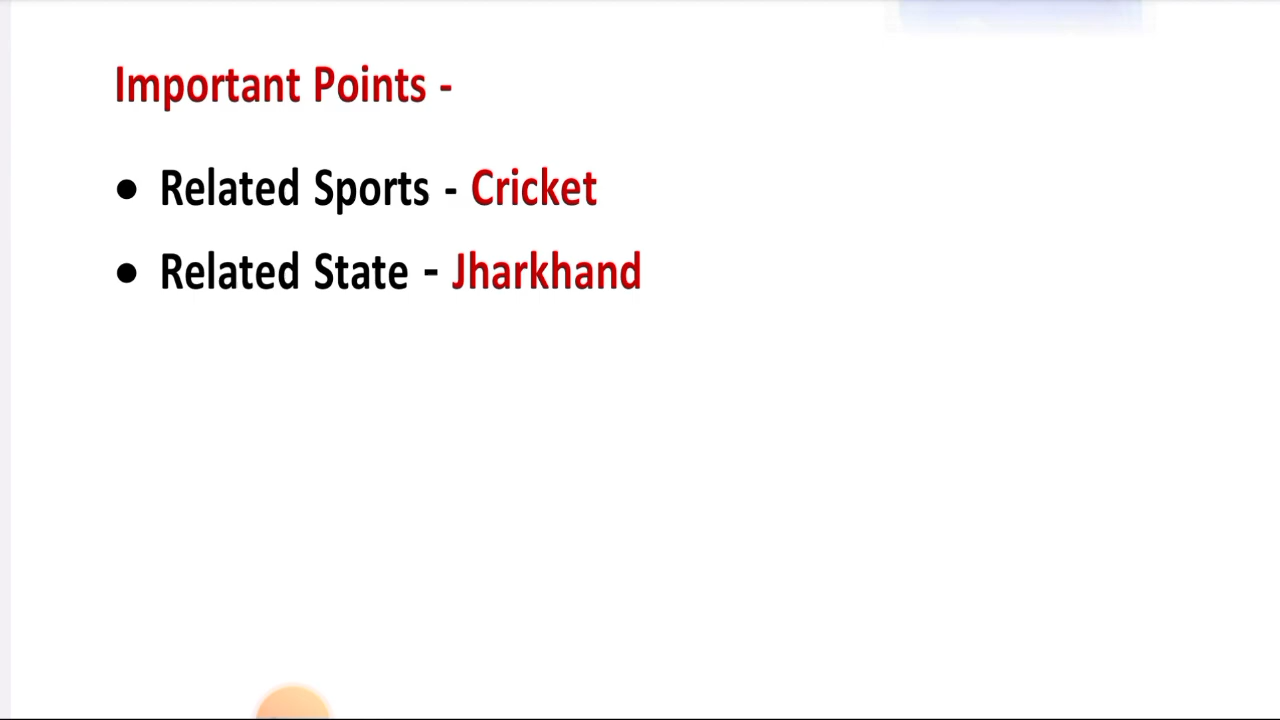 Important Points -
● Related Sports - Cricket
● Related State - Jharkhand